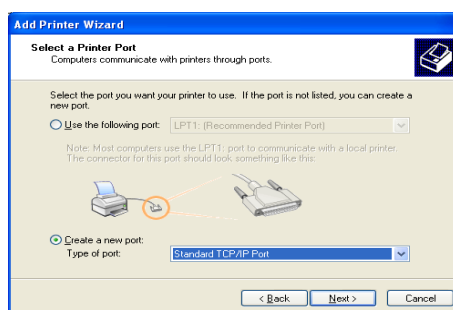 Add Printer Wizard
Select a Printer Port
Computers communicate with printers through ports.
Select the port you want your printer to use. If the port is not listed, you can create a
new port.
Use the following port: LPT1: (Recommended Printer Port)
Note: Most computers use the LPT1: port to communicate with a local printer.
The connector for this port should look something like this:
Create a new port:
Type of port: Standard TCP/IP Port
< Back Next > Cancel